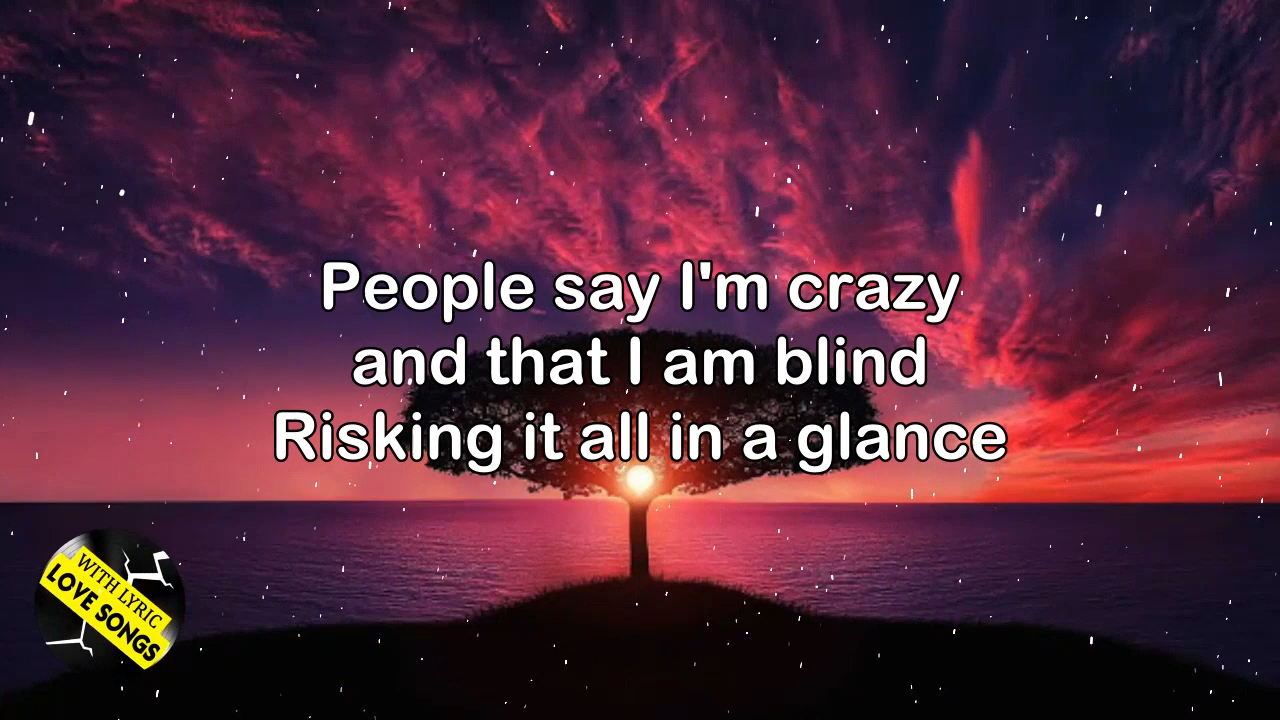 People say I'm crazy
and that I am blind
Risking it all in a glance
WITH LYRIC
LOVE SONGS